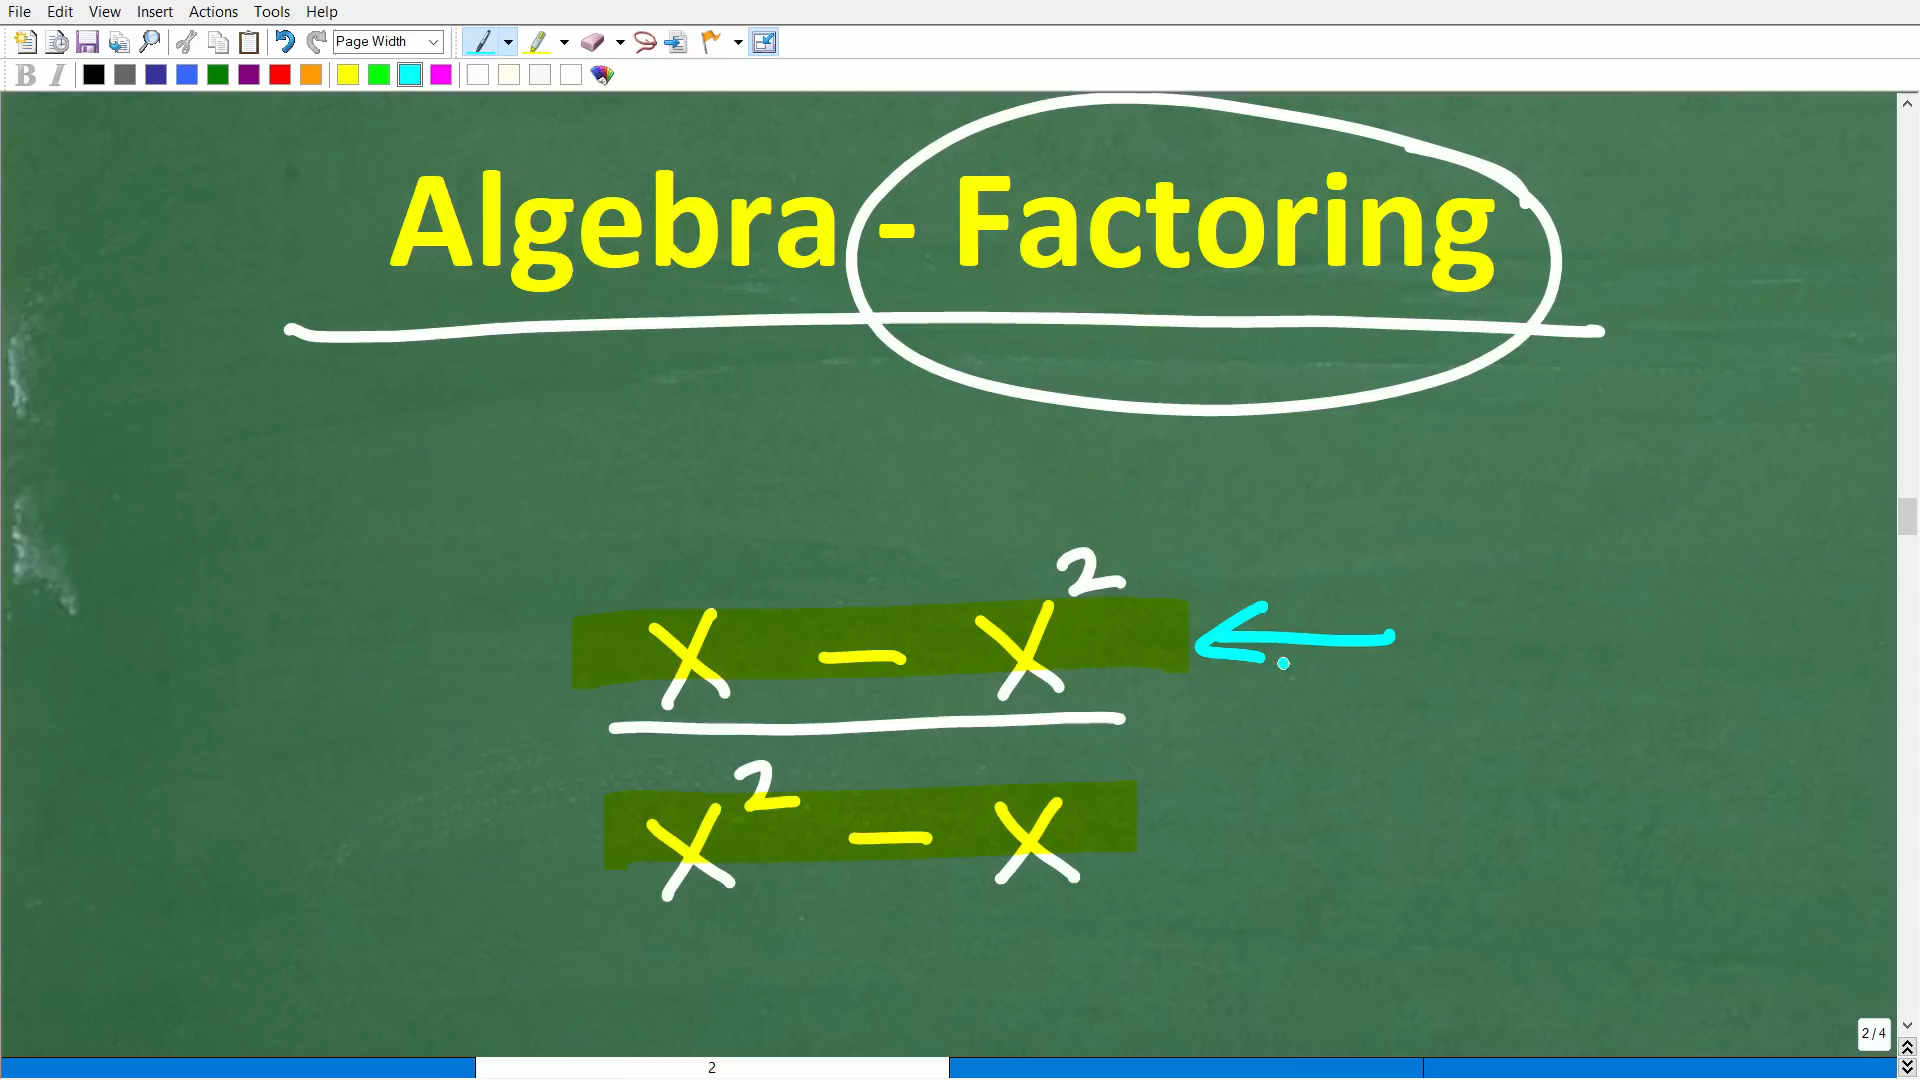 File Edit View Insert Actions Tools Help
Page Width
B I
Algebra - Factoring
x - x²
x² - x
2/4
2